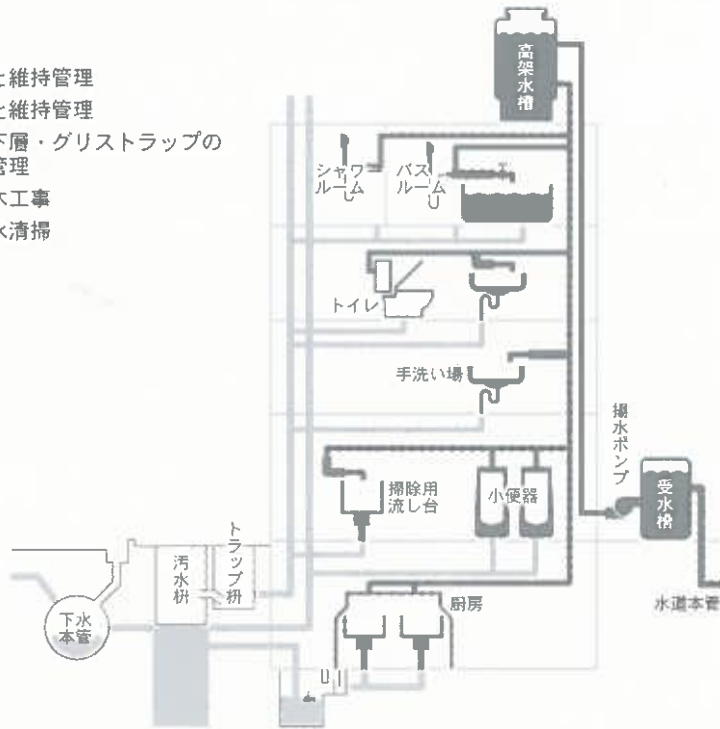 と維持管理
と維持管理
下層・グリストラップの
管理
水工事
水清掃
高架水槽
シャワ
ルーム
バス
ルーム
トイレ
手洗い場
揚水ポンプ
受水槽
掃除用
流し台
小便器
トラップ枡
汚水枡
下水
本管
厨房
水道本管